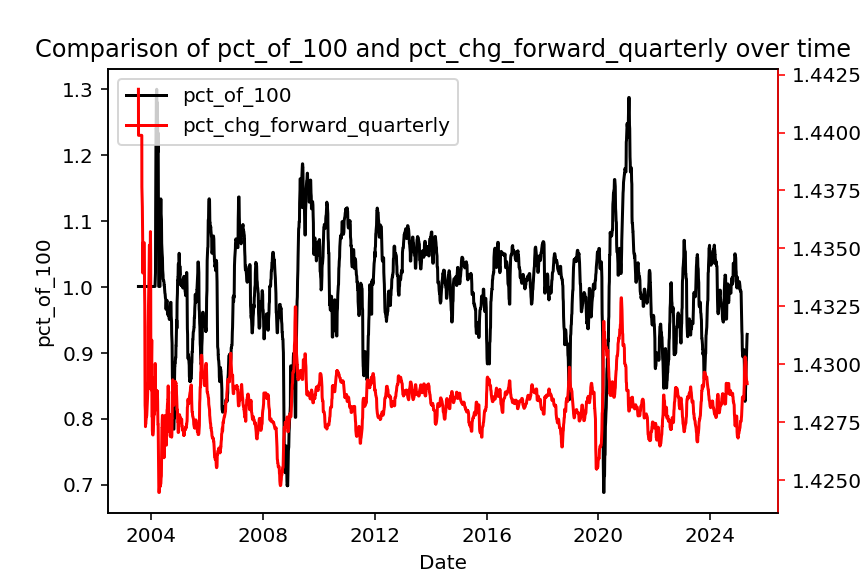 Comparison of pct_of_100 and pct_chg_forward_quarterly over time
pct_of_100
pct_chg_forward_quarterly
1.3
1.2
1.1
1.0
0.9
0.8
0.7
pct_of_100
1.4425
1.4400
1.4375
1.4350
1.4325
1.4300
1.4275
1.4250
2004 2008 2012 2016 2020 2024
Date